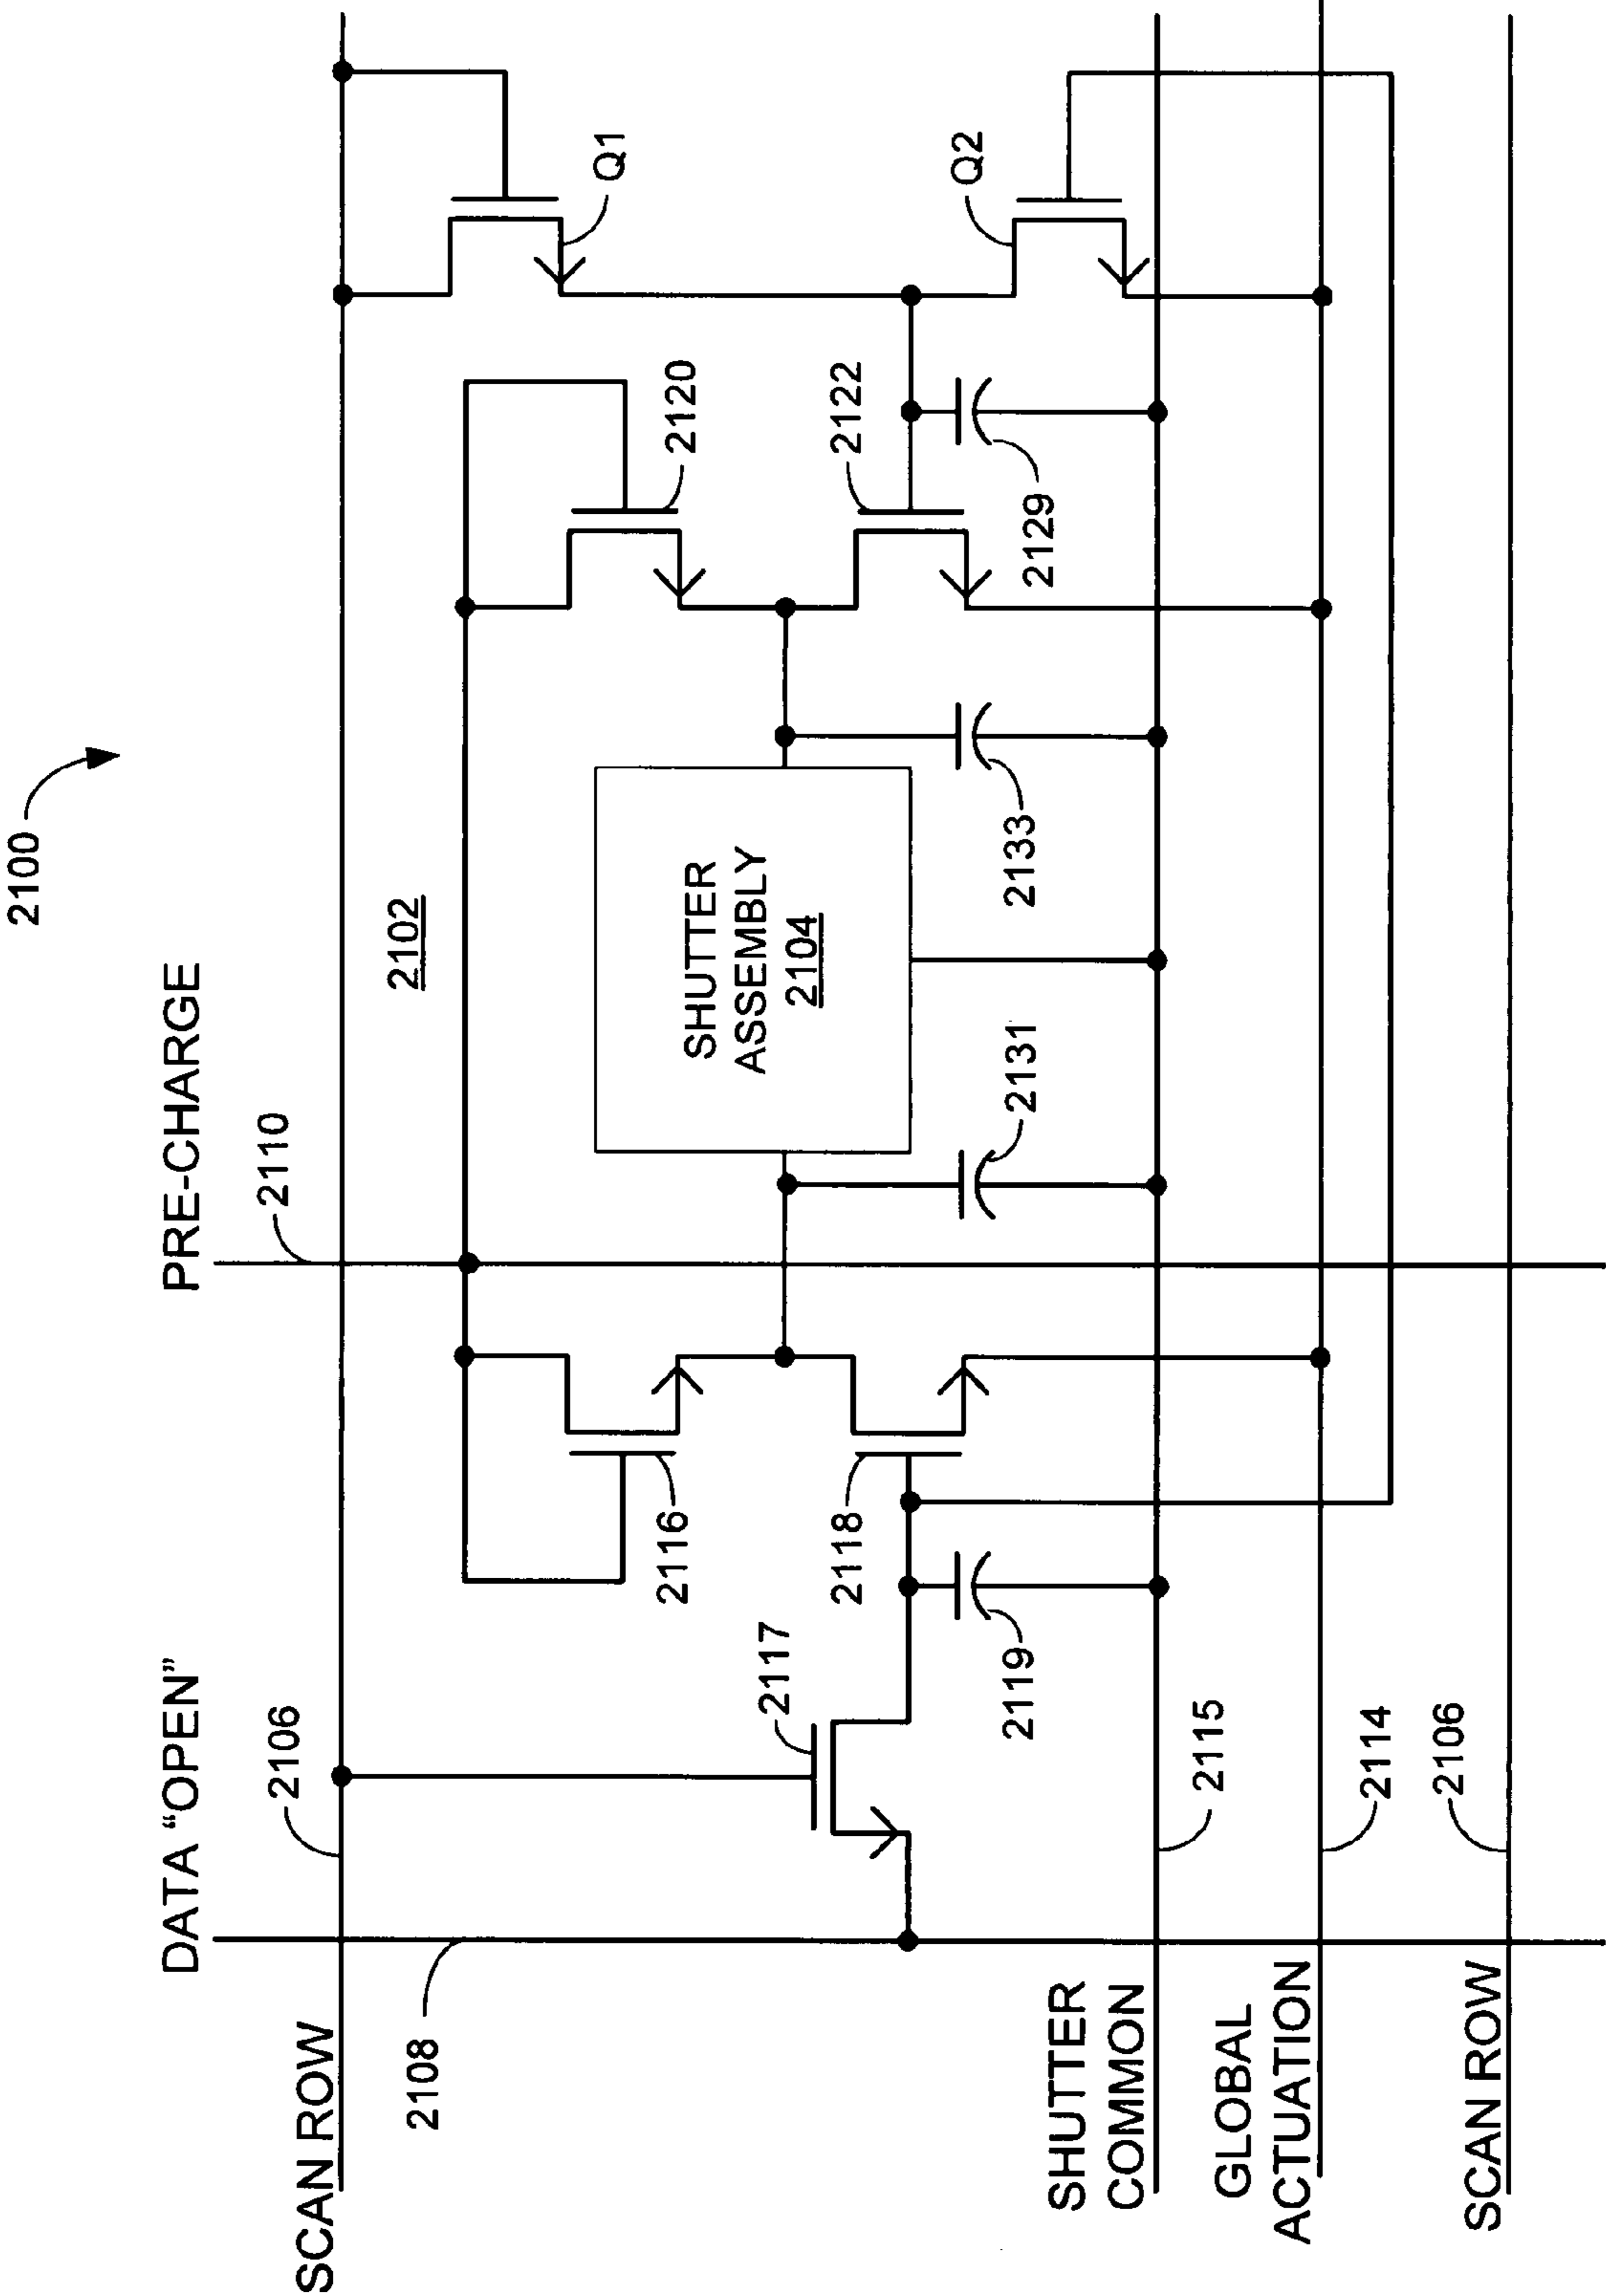 2100
DATA “OPEN”
PRE-CHARGE
2110
SCAN ROW
2106
2102
2108
2116
2120
Q1
2117
SHUTTER
ASSEMBLY
2104
2118
2122
Q2
2119
2131
2133
2129
SHUTTER
COMMON
2115
GLOBAL
ACTUATION
2114
SCAN ROW
2106